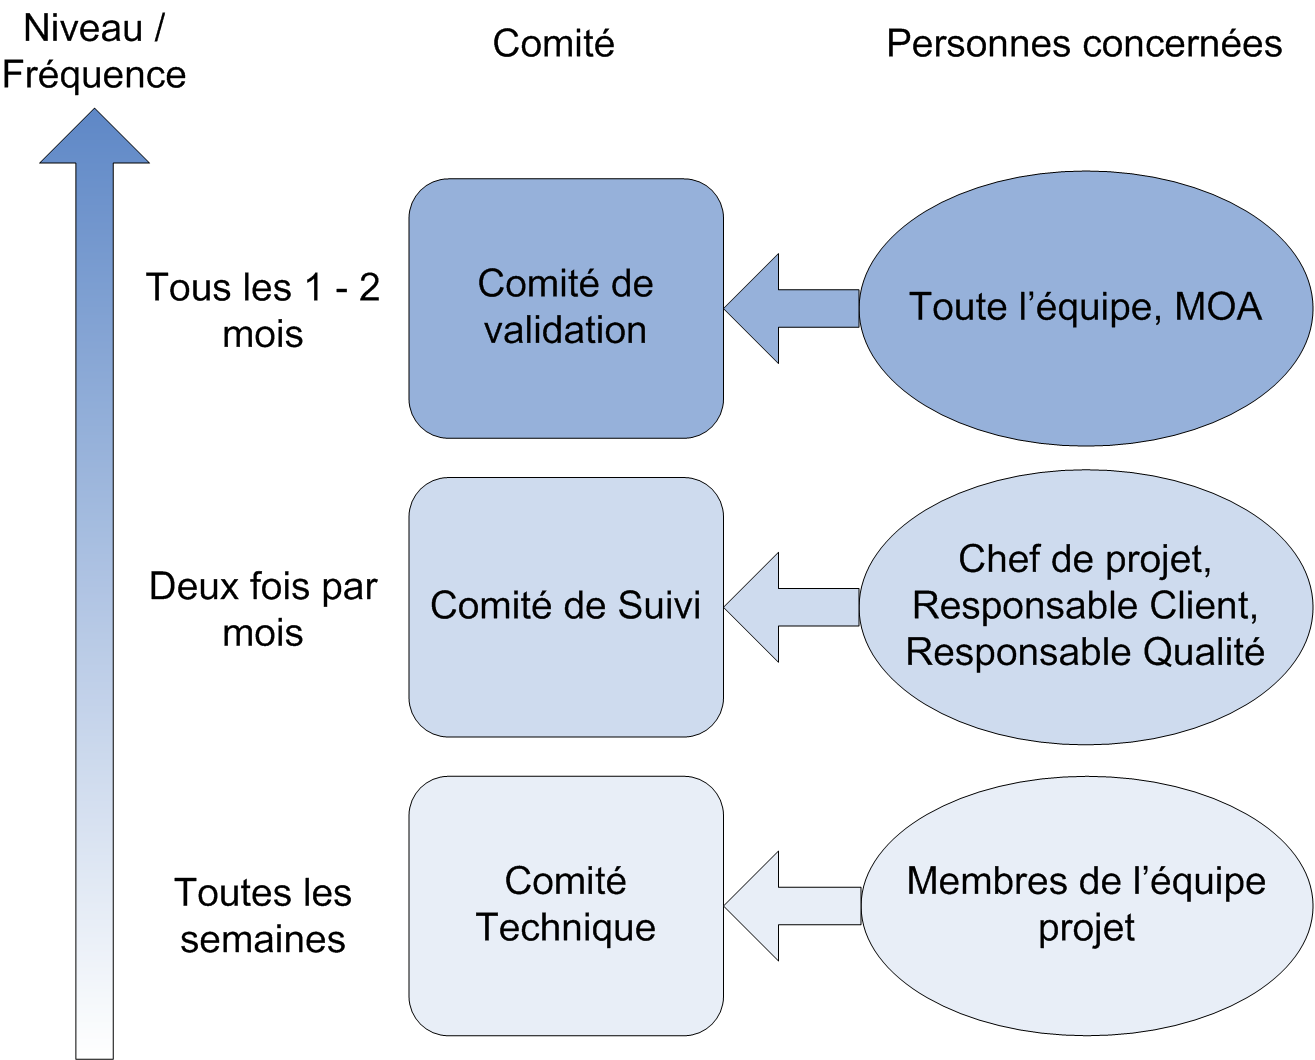 Niveau /
Fréquence
Comité
Personnes concernées
Tous les 1 - 2
mois
Comité de
validation
Toute l’équipe, MOA
Deux fois par
mois
Comité de Suivi
Chef de projet,
Responsable Client,
Responsable Qualité
Toutes les
semaines
Comité
Technique
Membres de l’équipe
projet